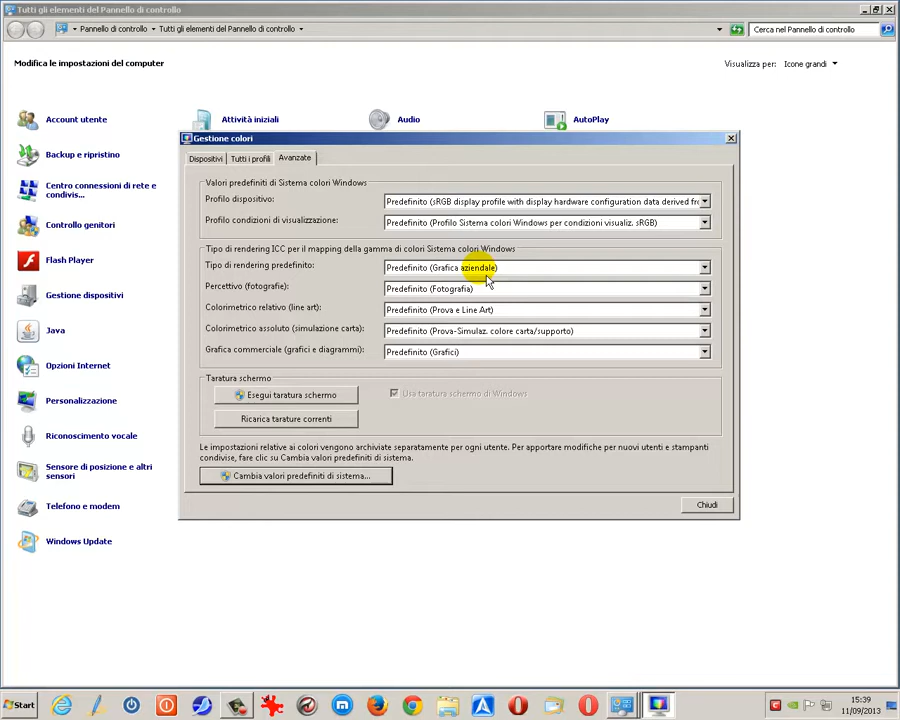 Tutti gli elementi del Pannello di controllo
Pannello di controllo
Tutti gli elementi del Pannello di controllo
Cerca nel Pannello di controllo
Modifica le impostazioni del computer
Visualizza per: Icone grandi
Account utente
Attività iniziali
Audio
AutoPlay
Backup e ripristino
Centro connessioni di rete e
condivis...
Controllo genitori
Flash Player
Gestione dispositivi
Java
Opzioni Internet
Personalizzazione
Riconoscimento vocale
Sensore di posizione e altri
sensori
Telefono e modem
Windows Update
Gestione colori
Dispositivi
Tutti i profili
Avanzate
Valori predefiniti di Sistema colori Windows
Profilo dispositivo:
Predefinito (sRGB display profile with display hardware configuration data derived fr
Profilo condizioni di visualizzazione:
Predefinito (Profilo Sistema colori Windows per condizioni visualiz. sRGB)
Tipo di rendering ICC per il mapping della gamma di colori Sistema colori Windows
Tipo di rendering predefinito:
Predefinito (Grafica aziendale)
Percettivo (fotografie):
Predefinito (Fotografia)
Colorimetrico relativo (line art):
Predefinito (Prova e Line Art)
Colorimetrico assoluto (simulazione carta):
Predefinito (Prova-Simulaz. colore carta/supporto)
Grafica commerciale (grafici e diagrammi):
Predefinito (Grafici)
Taratura schermo
Esegui taratura schermo
Usa taratura schermo di Windows
Ricarica tarature correnti
Le impostazioni relative ai colori vengono archiviate separatamente per ogni utente. Per apportare modifiche per nuovi utenti e stampanti
condivise, fare clic su Cambia valori predefiniti di sistema.
Cambia valori predefiniti di sistema...
Chiudi
Start
15:39
11/09/2013